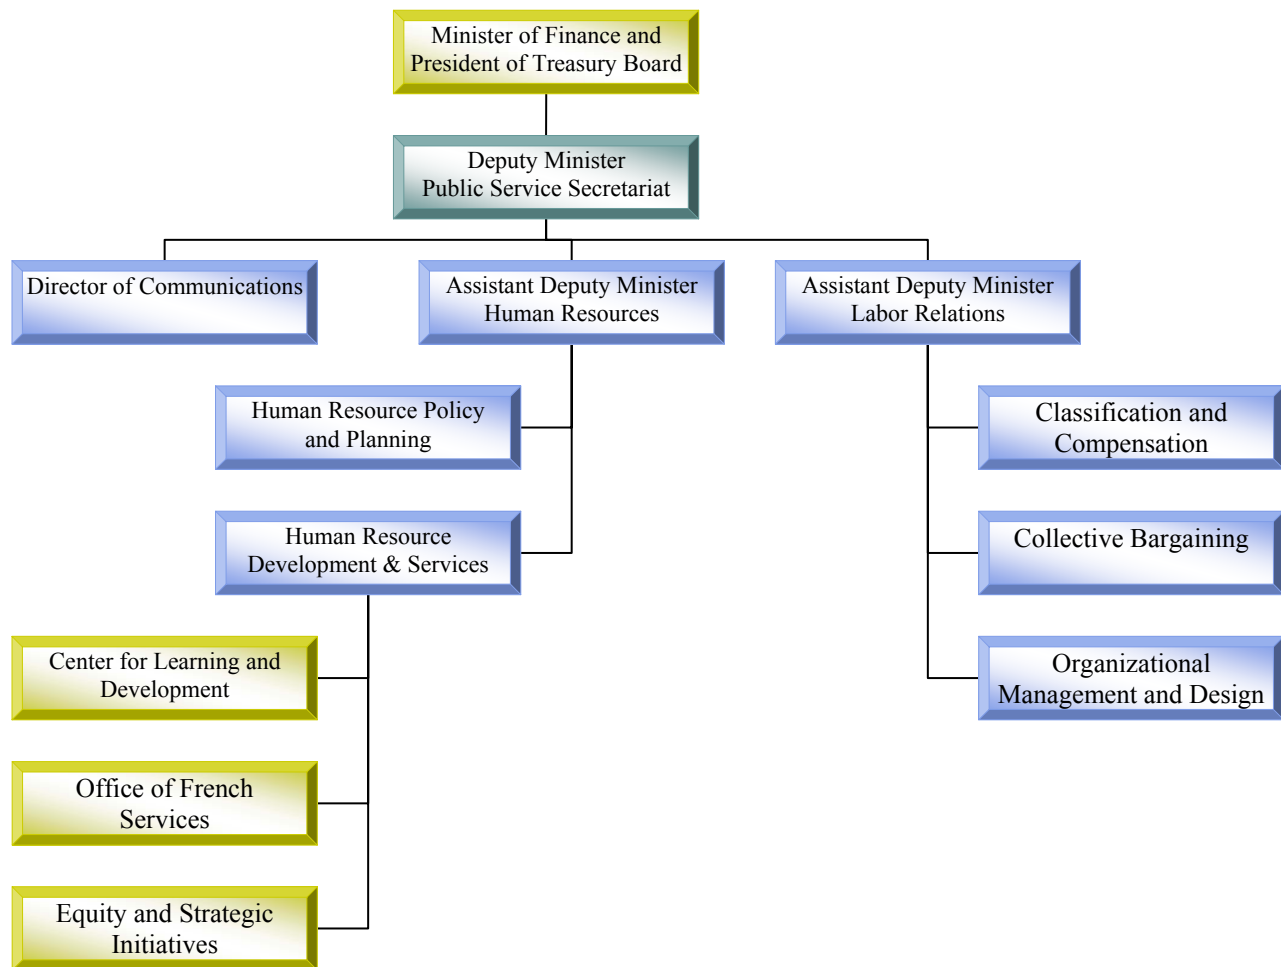 Minister of Finance and
President of Treasury Board
Deputy Minister
Public Service Secretariat
Director of Communications
Assistant Deputy Minister
Human Resources
Assistant Deputy Minister
Labor Relations
Human Resource Policy
and Planning
Classification and
Compensation
Human Resource
Development & Services
Collective Bargaining
Center for Learning and
Development
Organizational
Management and Design
Office of French
Services
Equity and Strategic
Initiatives